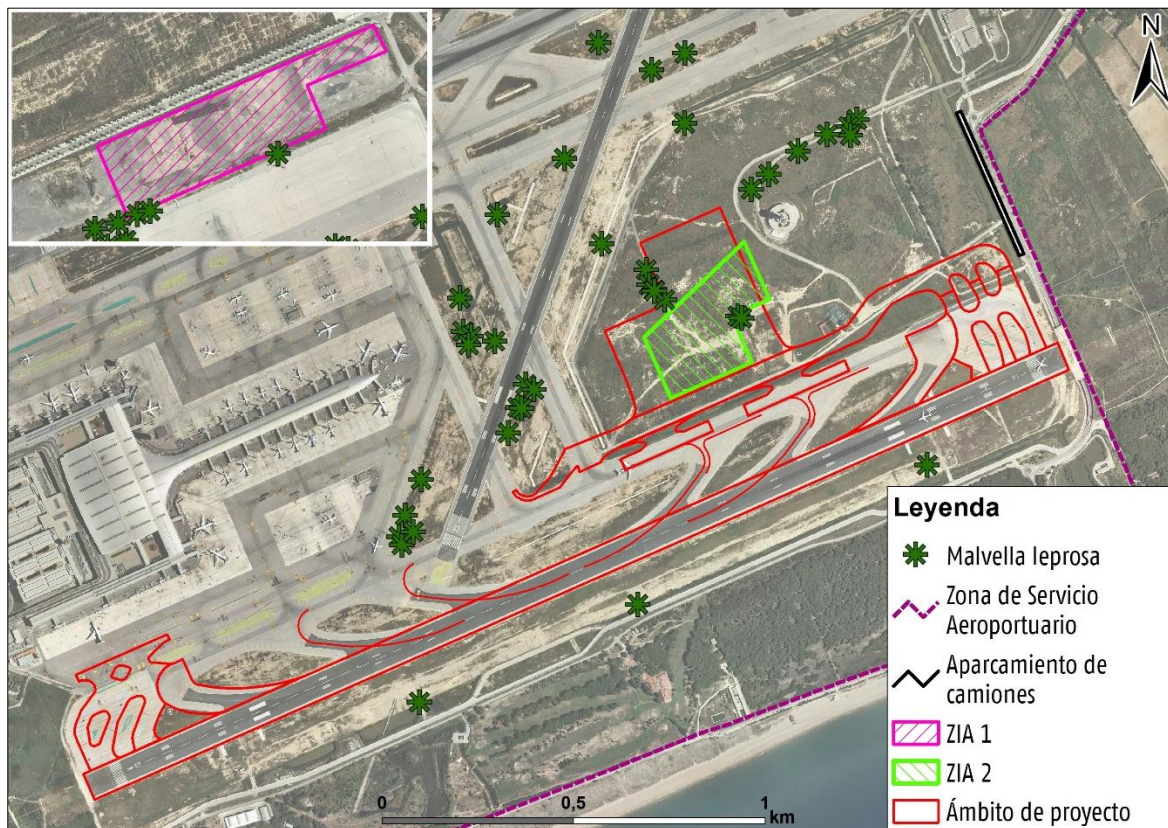 N
Leyenda
Malvella leprosa
Zona de Servicio
Aeroportuario
Aparcamiento de
camiones
ZIA 1
ZIA 2
Ámbito de proyecto
0 0,5 1
km